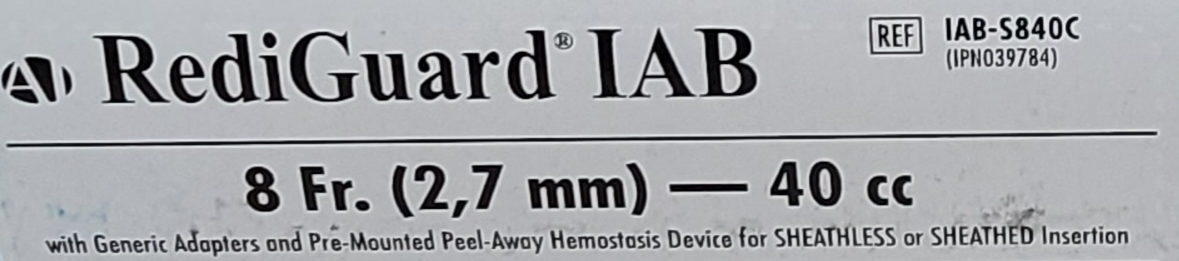 RediGuard® IAB
REF IAB-S840C
(IPN039784)
8 Fr. (2,7 mm) — 40 cc
with Generic Adapters and Pre-Mounted Peel-Away Hemostasis Device for SHEATHLESS or SHEATHED Insertion